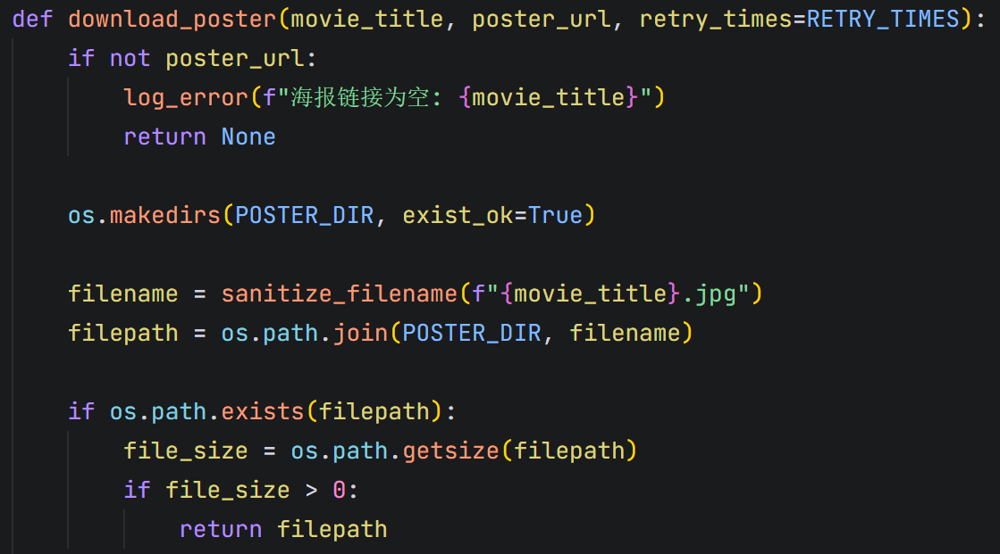 def download_poster(movie_title, poster_url, retry_times=RETRY_TIMES):
    if not poster_url:
        log_error(f"海报链接为空: {movie_title}")
        return None

    os.makedirs(POSTER_DIR, exist_ok=True)

    filename = sanitize_filename(f"{movie_title}.jpg")
    filepath = os.path.join(POSTER_DIR, filename)

    if os.path.exists(filepath):
        file_size = os.path.getsize(filepath)
        if file_size > 0:
            return filepath